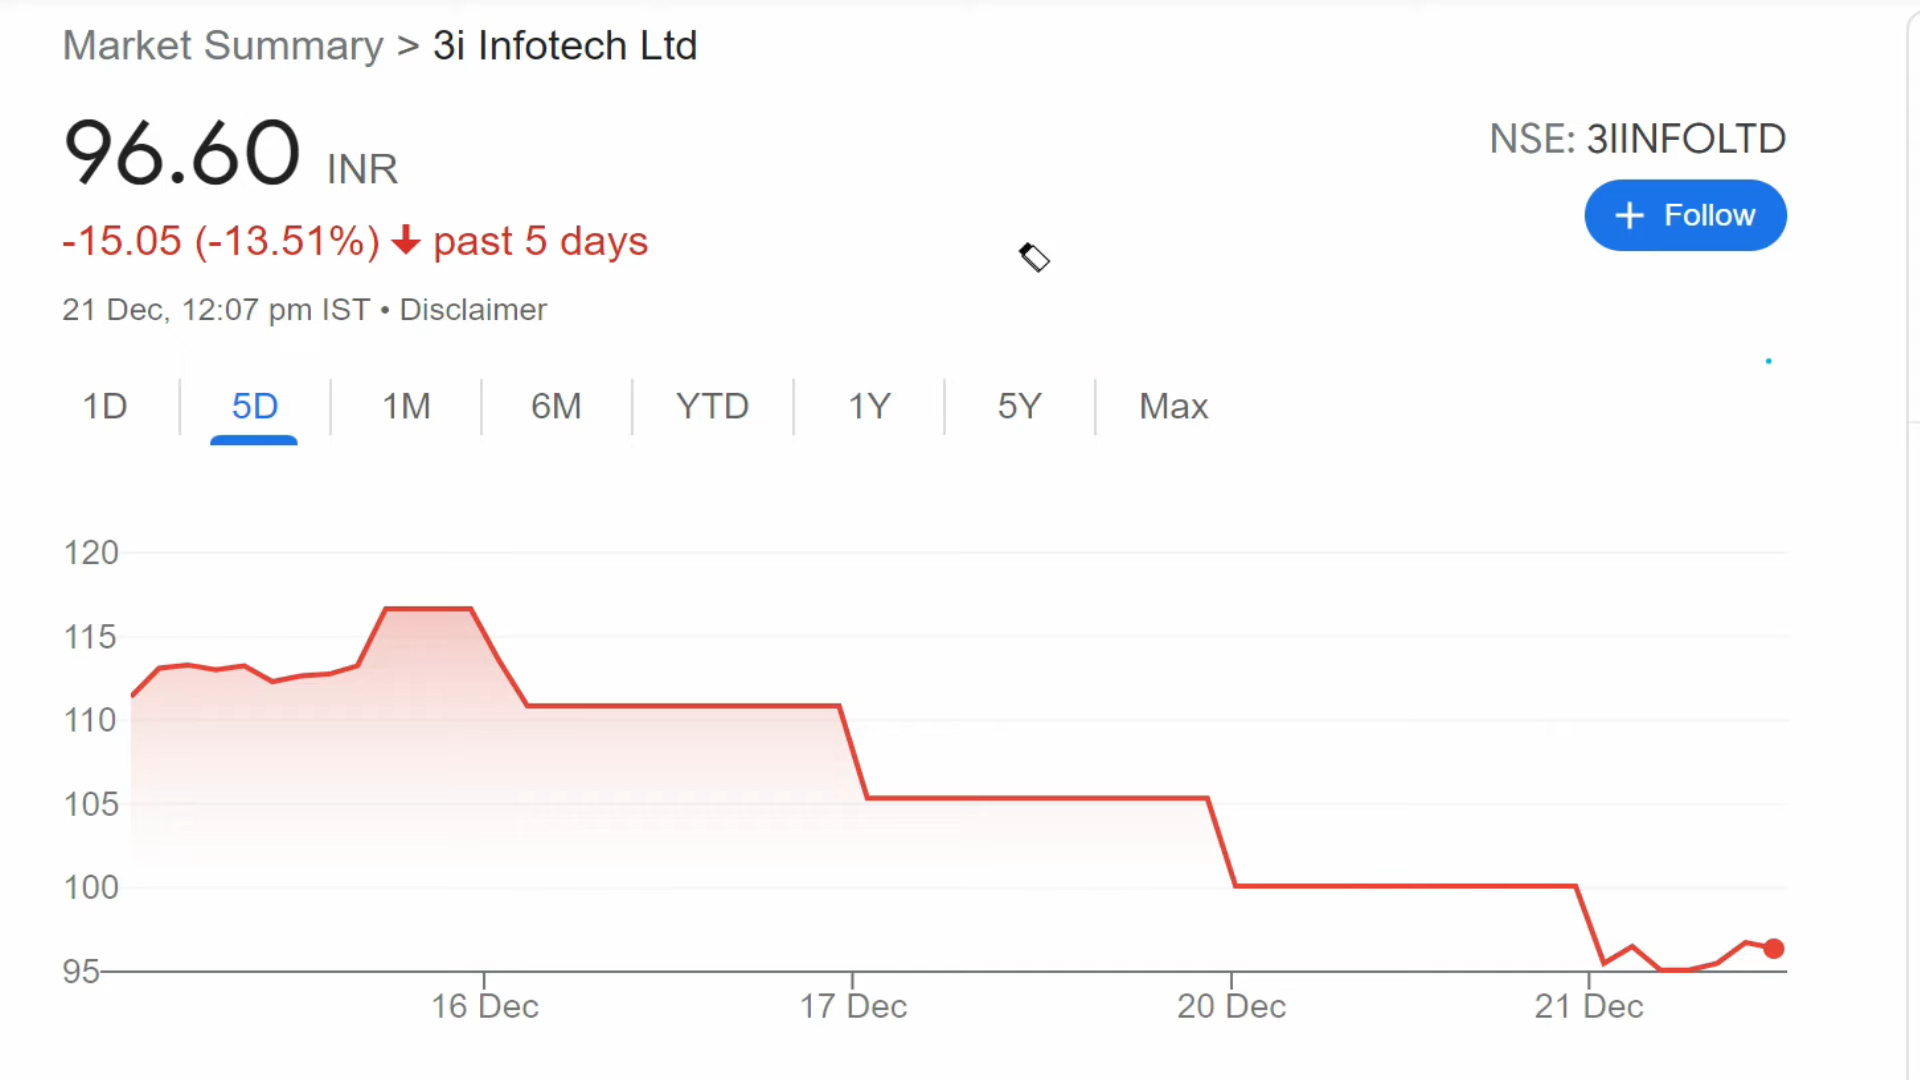 Market Summary > 3i Infotech Ltd
96.60 INR
NSE: 3IINFOLTD
+ Follow
-15.05 (-13.51%) ↓ past 5 days
21 Dec, 12:07 pm IST • Disclaimer
1D 5D 1M 6M YTD 1Y 5Y Max
120
115
110
105
100
95
16 Dec 17 Dec 20 Dec 21 Dec